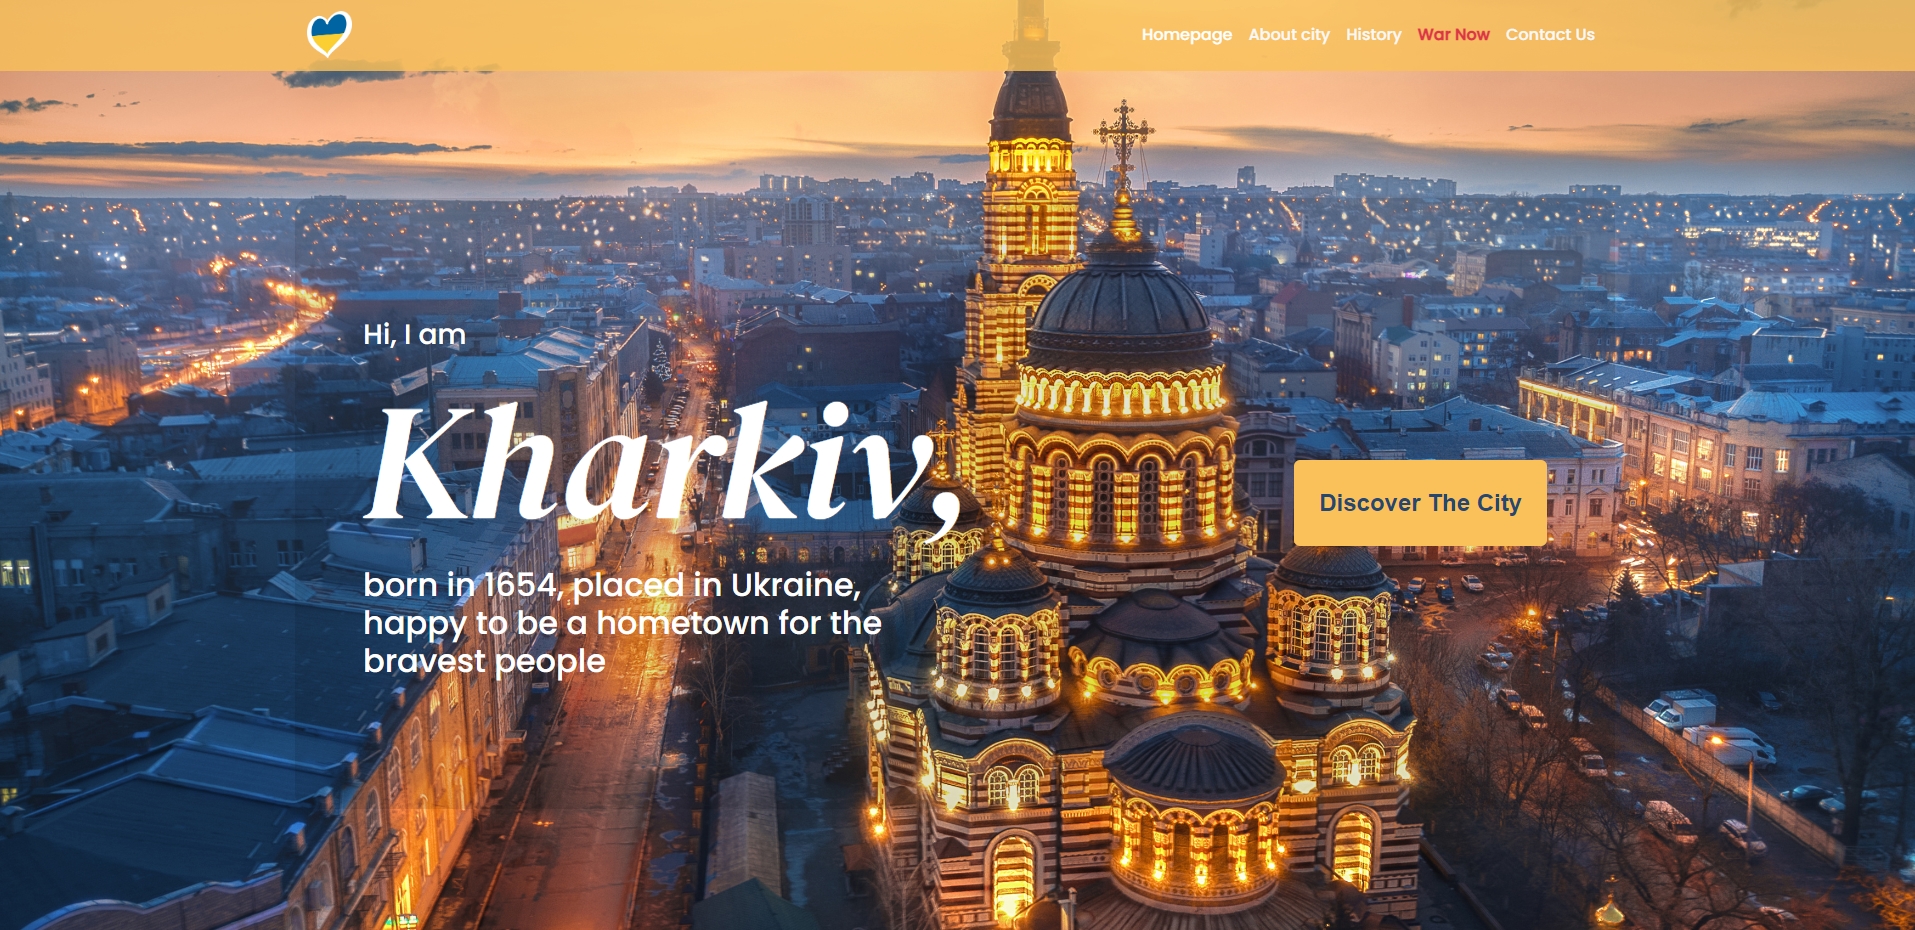 Homepage About city History War Now Contact Us
Hi, I am
Kharkiv,
Discover The City
born in 1654, placed in Ukraine,
happy to be a hometown for the
bravest people